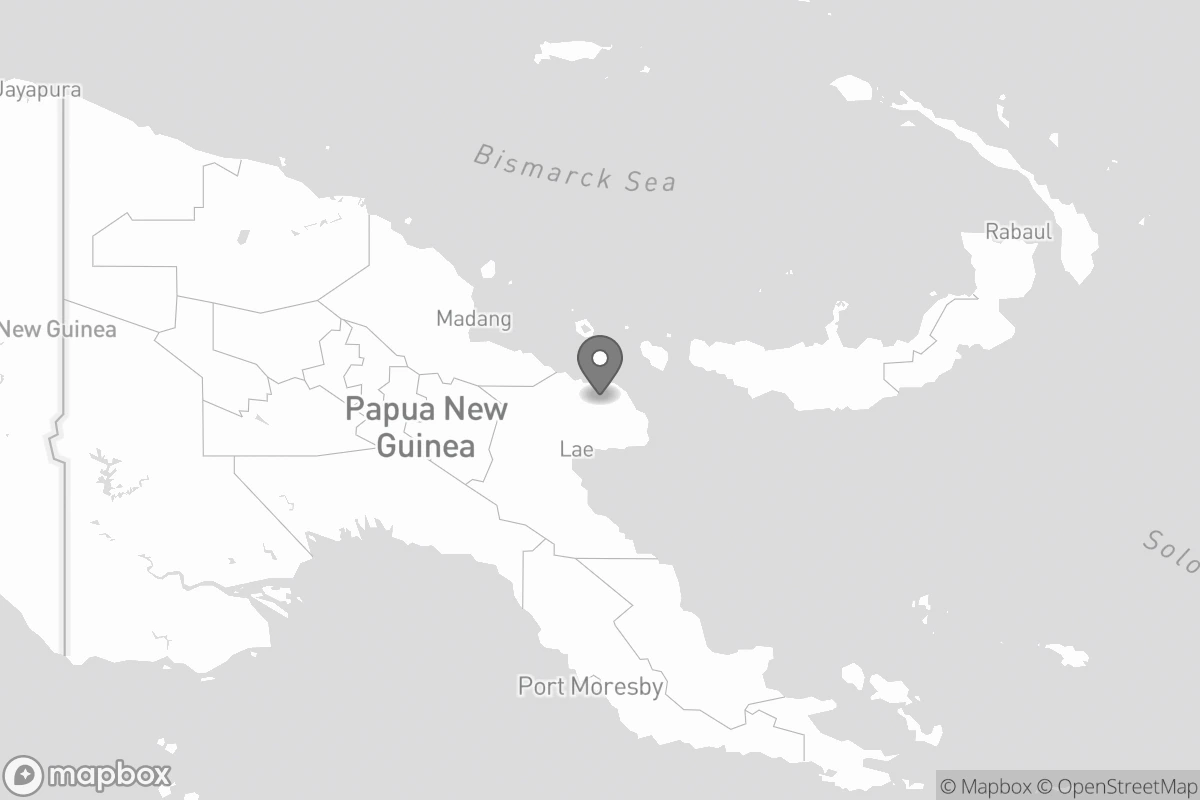 Jayapura
Bismarck Sea
Rabaul
Madang
New Guinea
Papua New
Guinea
Lae
Solo
Port Moresby
mapbox
© Mapbox © OpenStreetMap